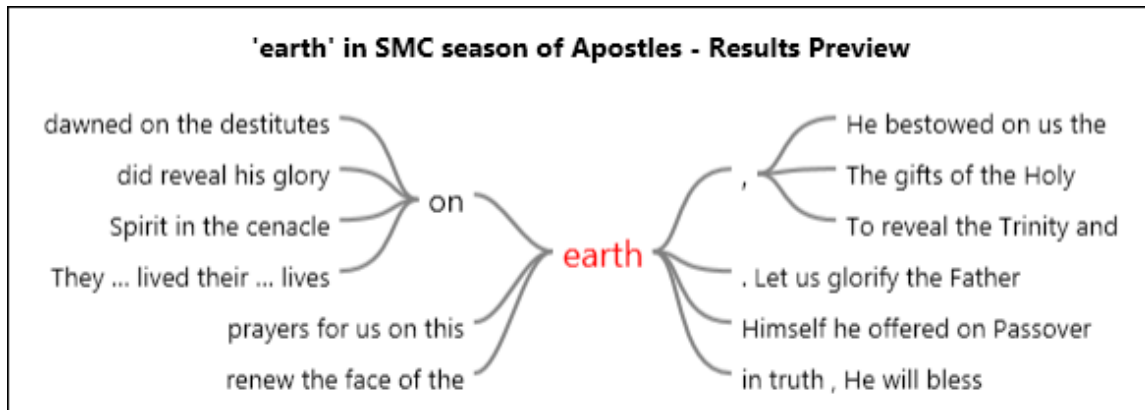 'earth' in SMC season of Apostles - Results Preview
dawned on the destitutes
did reveal his glory
Spirit in the cenacle
They ... lived their ... lives
on
prayers for us on this
renew the face of the
earth
,
He bestowed on us the
The gifts of the Holy
To reveal the Trinity and
. Let us glorify the Father
Himself he offered on Passover
in truth , He will bless